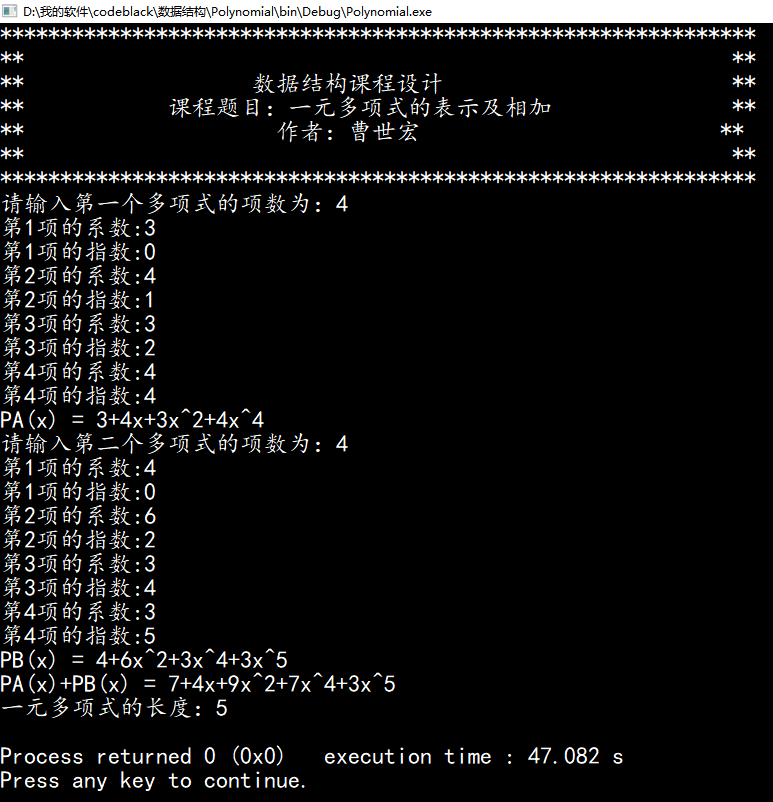 D:\我的软件\codeblack\数据结构\Polynomial\bin\Debug\Polynomial.exe
***************************************************************
** **
** 数据结构课程设计 **
** 课程题目：一元多项式的表示及相加 **
** 作者：曹世宏 **
** **
***************************************************************
请输入第一个多项式的项数为：4
第1项的系数:3
第1项的指数:0
第2项的系数:4
第2项的指数:1
第3项的系数:3
第3项的指数:2
第4项的系数:4
第4项的指数:4
PA(x) = 3+4x+3x^2+4x^4
请输入第二个多项式的项数为：4
第1项的系数:4
第1项的指数:0
第2项的系数:6
第2项的指数:2
第3项的系数:3
第3项的指数:4
第4项的系数:3
第4项的指数:5
PB(x) = 4+6x^2+3x^4+3x^5
PA(x)+PB(x) = 7+4x+9x^2+7x^4+3x^5
一元多项式的长度：5
Process returned 0 (0x0)   execution time : 47.082 s
Press any key to continue.